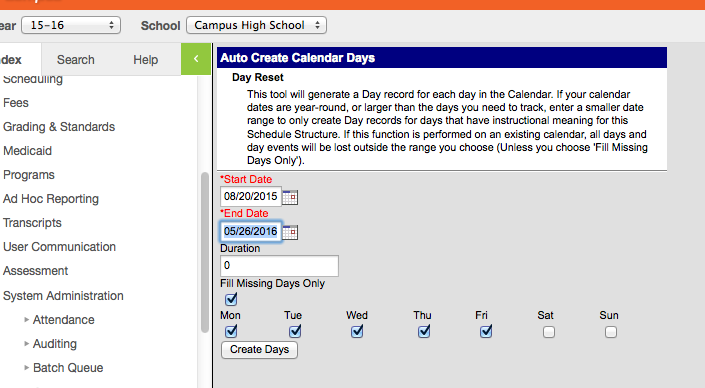 ear 15-16 School Campus High School
ndex Search Help <
Scheduling
Fees
Grading & Standards
Medicaid
Programs
Ad Hoc Reporting
Transcripts
User Communication
Assessment
System Administration
Attendance
Auditing
Batch Queue
Auto Create Calendar Days
Day Reset
This tool will generate a Day record for each day in the Calendar. If your calendar
dates are year-round, or larger than the days you need to track, enter a smaller date
range to only create Day records for days that have instructional meaning for this
Schedule Structure. If this function is performed on an existing calendar, all days and
day events will be lost outside the range you choose (Unless you choose 'Fill Missing
Days Only').
*Start Date
08/20/2015
*End Date
05/26/2016
Duration
0
Fill Missing Days Only
Mon Tue Wed Thu Fri Sat Sun
Create Days